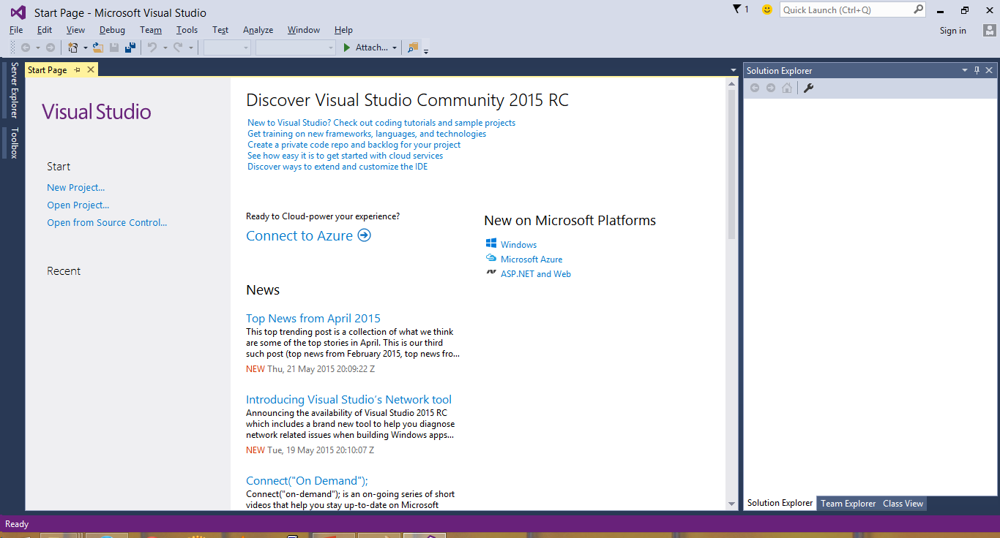 Start Page - Microsoft Visual Studio
1
Quick Launch (Ctrl+Q)
File Edit View Debug Team Tools Test Analyze Window Help
Sign in
Attach...
Server Explorer
Toolbox
Start Page
Visual Studio
Start
New Project...
Open Project...
Open from Source Control...
Recent
Discover Visual Studio Community 2015 RC
New to Visual Studio? Check out coding tutorials and sample projects
Get training on new frameworks, languages, and technologies
Create a private code repo and backlog for your project
See how easy it is to get started with cloud services
Discover ways to extend and customize the IDE
Ready to Cloud-power your experience?
Connect to Azure
New on Microsoft Platforms
Windows
Microsoft Azure
ASP.NET and Web
News
Top News from April 2015
This top trending post is a collection of what we think
are some of the top stories in April. This is our third
such post (top news from February 2015, top news fro...
NEW Thu, 21 May 2015 20:09:22 Z
Introducing Visual Studio's Network tool
Announcing the availability of Visual Studio 2015 RC
which includes a brand new tool to help you diagnose
network related issues when building Windows apps...
NEW Tue, 19 May 2015 20:10:07 Z
Connect("On Demand");
Connect("on-demand"); is an on-going series of short
videos that help you stay up-to-date on Microsoft
Solution Explorer
Solution Explorer Team Explorer Class View
Ready